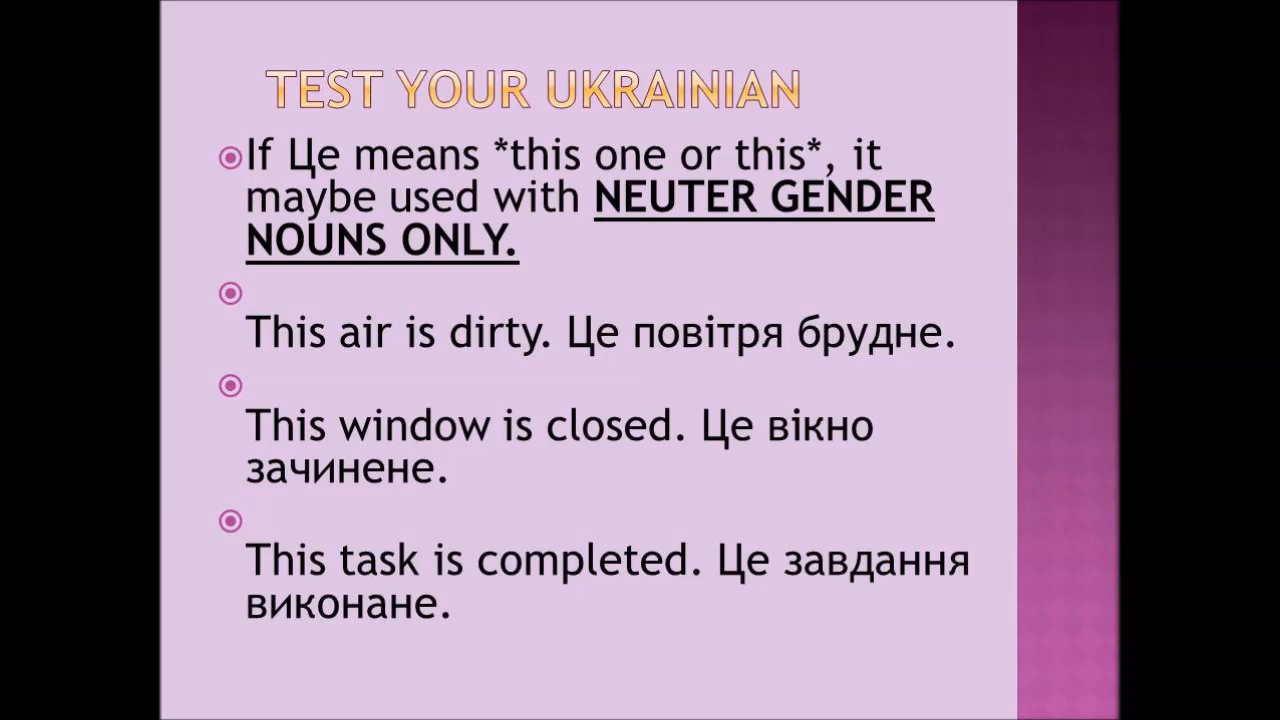 TEST YOUR UKRAINIAN
If Це means *this one or this*, it
maybe used with NEUTER GENDER
NOUNS ONLY.
This air is dirty. Це повітря брудне.
This window is closed. Це вікно
зачинене.
This task is completed. Це завдання
виконане.